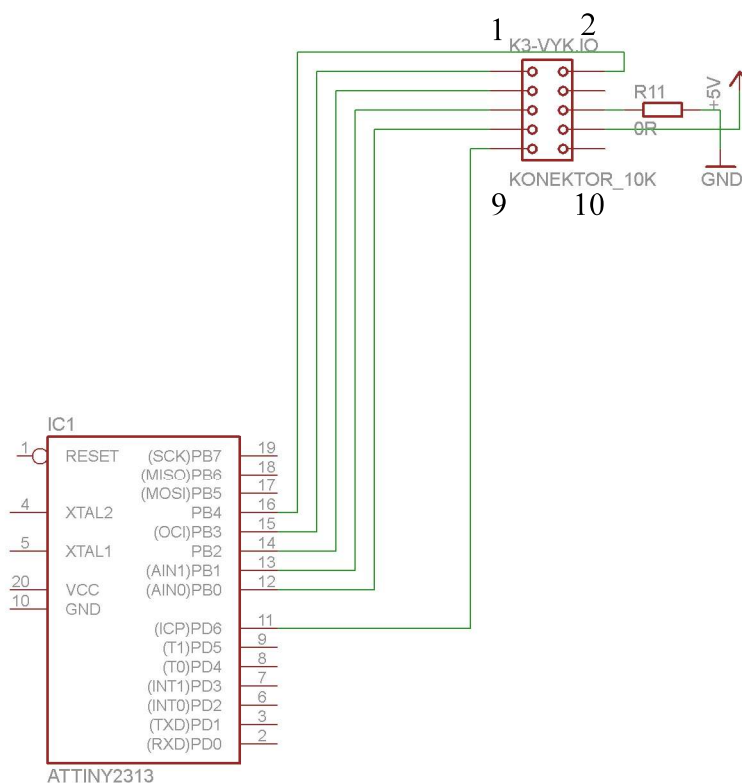 1 2
K3-VYK.IO
R11
0R
+5V
GND
KONEKTOR_10K
9 10
IC1
1 RESET (SCK)PB7 19
(MISO)PB6 18
(MOSI)PB5 17
4 XTAL2 PB4 16
(OCI)PB3 15
5 XTAL1 PB2 14
(AIN1)PB1 13
20 VCC (AIN0)PB0 12
10 GND
(ICP)PD6 11
(T1)PD5 9
(T0)PD4 8
(INT1)PD3 7
(INT0)PD2 6
(TXD)PD1 3
(RXD)PD0 2
ATTINY2313